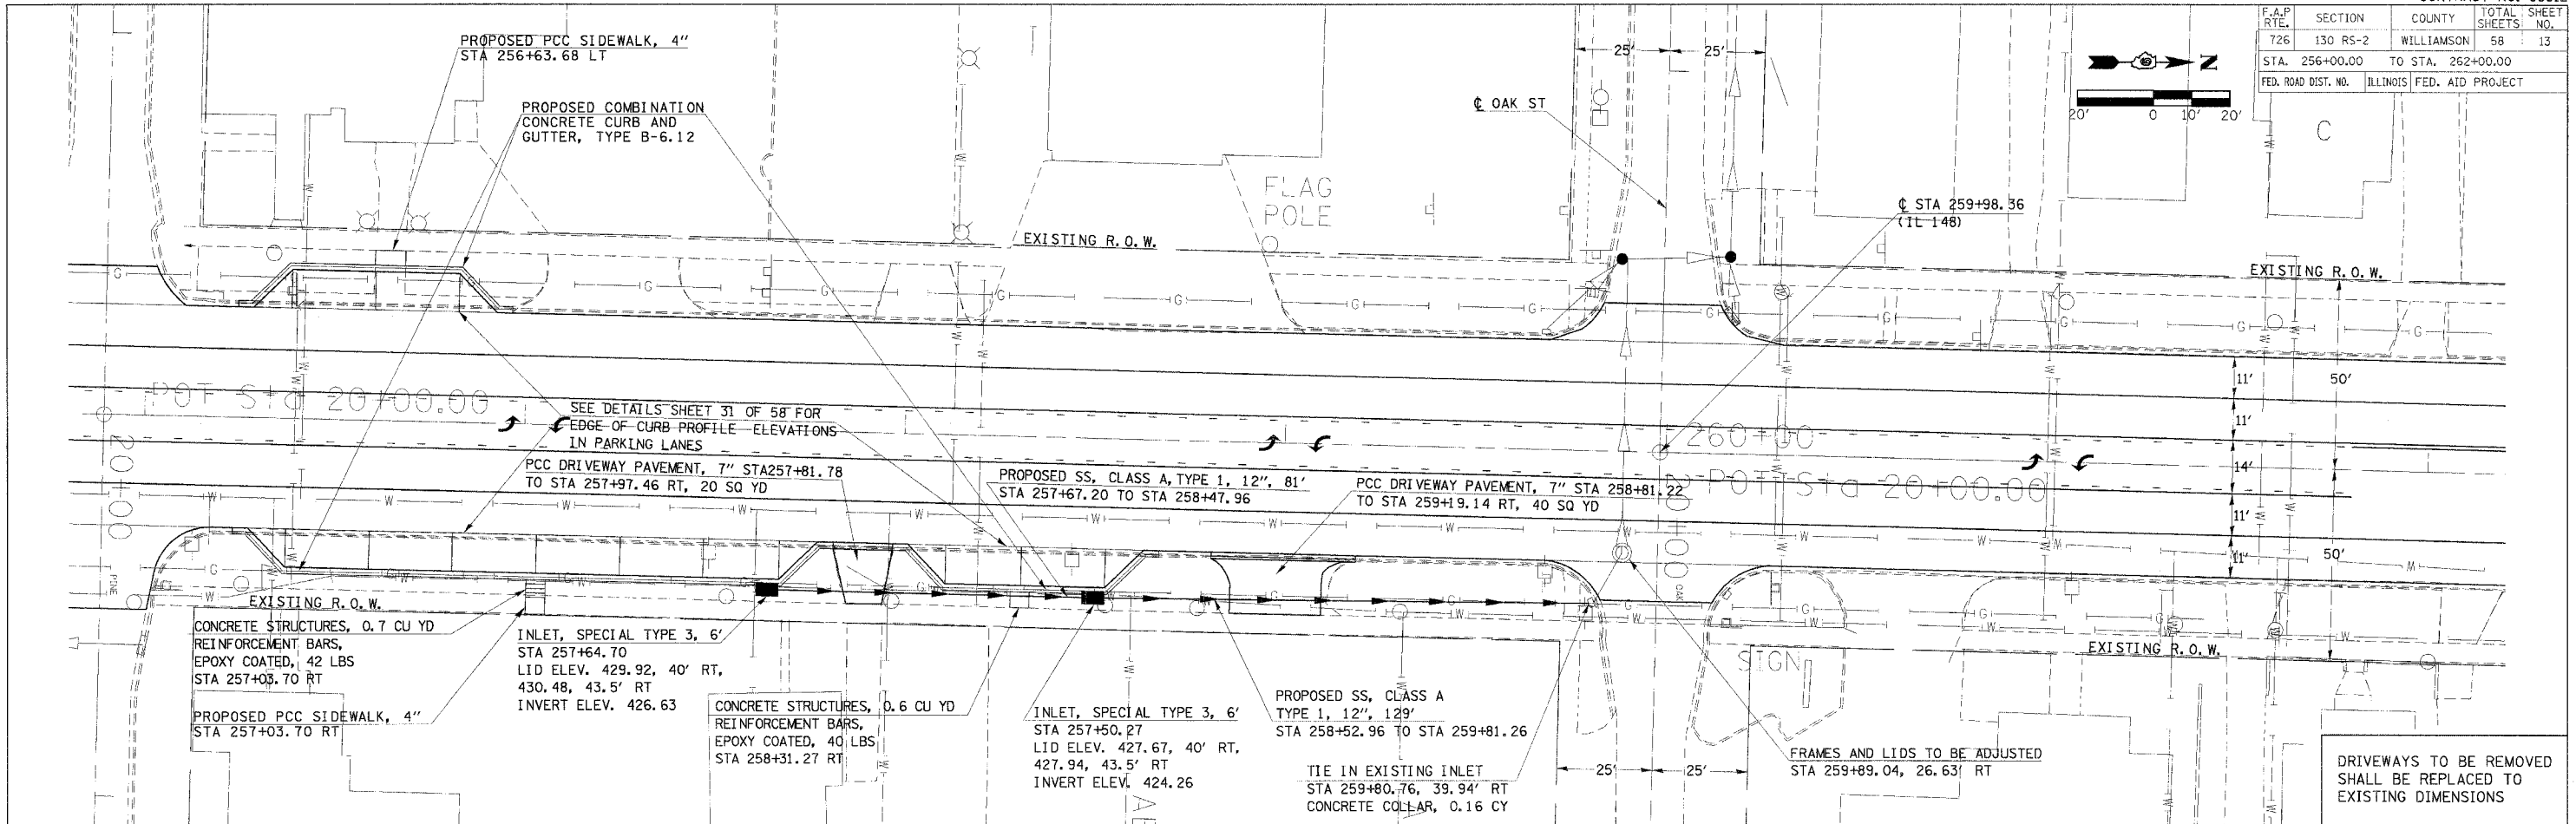 F.A.P RTE. SECTION COUNTY TOTAL SHEETS SHEET NO.
726 130 RS-2 WILLIAMSON 58 13
STA. 256+00.00 TO STA. 262+00.00
FED. ROAD DIST. NO. ILLINOIS FED. AID PROJECT
Z
20' 0 10' 20'
PROPOSED PCC SIDEWALK, 4"
STA 256+63.68 LT
PROPOSED COMBINATION
CONCRETE CURB AND
GUTTER, TYPE B-6.12
25' 25'
₵ OAK ST
C
FLAG
POLE
₵ STA 259+98.36
(IL 148)
EXISTING R.O.W.
EXISTING R.O.W.
POT Sta 20+00.00
20+00
PINE
SEE DETAILS SHEET 31 OF 58 FOR
EDGE OF CURB PROFILE ELEVATIONS
IN PARKING LANES
260+00
POT Sta 20+00.00
20+00
OAK
11'
11'
14'
11'
11'
50'
50'
PCC DRIVEWAY PAVEMENT, 7" STA257+81.78
TO STA 257+97.46 RT, 20 SQ YD
PROPOSED SS, CLASS A, TYPE 1, 12", 81'
STA 257+67.20 TO STA 258+47.96
PCC DRIVEWAY PAVEMENT, 7" STA 258+81.22
TO STA 259+19.14 RT, 40 SQ YD
EXISTING R.O.W.
CONCRETE STRUCTURES, 0.7 CU YD
REINFORCEMENT BARS,
EPOXY COATED, 42 LBS
STA 257+03.70 RT
PROPOSED PCC SIDEWALK, 4"
STA 257+03.70 RT
INLET, SPECIAL TYPE 3, 6'
STA 257+64.70
LID ELEV. 429.92, 40' RT,
430.48, 43.5' RT
INVERT ELEV. 426.63
CONCRETE STRUCTURES, 0.6 CU YD
REINFORCEMENT BARS,
EPOXY COATED, 40 LBS
STA 258+31.27 RT
INLET, SPECIAL TYPE 3, 6'
STA 257+50.27
LID ELEV. 427.67, 40' RT,
427.94, 43.5' RT
INVERT ELEV. 424.26
PROPOSED SS, CLASS A
TYPE 1, 12", 129'
STA 258+52.96 TO STA 259+81.26
TIE IN EXISTING INLET
STA 259+80.76, 39.94' RT
CONCRETE COLLAR, 0.16 CY
25' 25'
SIGN
FRAMES AND LIDS TO BE ADJUSTED
STA 259+89.04, 26.63' RT
EXISTING R.O.W.
DRIVEWAYS TO BE REMOVED
SHALL BE REPLACED TO
EXISTING DIMENSIONS